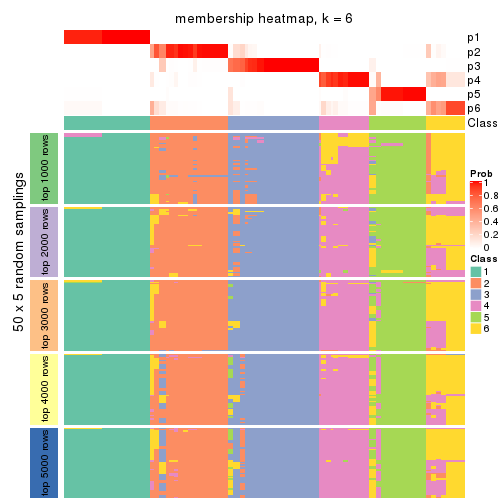 membership heatmap, k = 6
p1
p2
p3
p4
p5
p6
Class
50 x 5 random samplings
top 1000 rows
top 2000 rows
top 3000 rows
top 4000 rows
top 5000 rows
Prob
1
0.8
0.6
0.4
0.2
0
Class
1
2
3
4
5
6